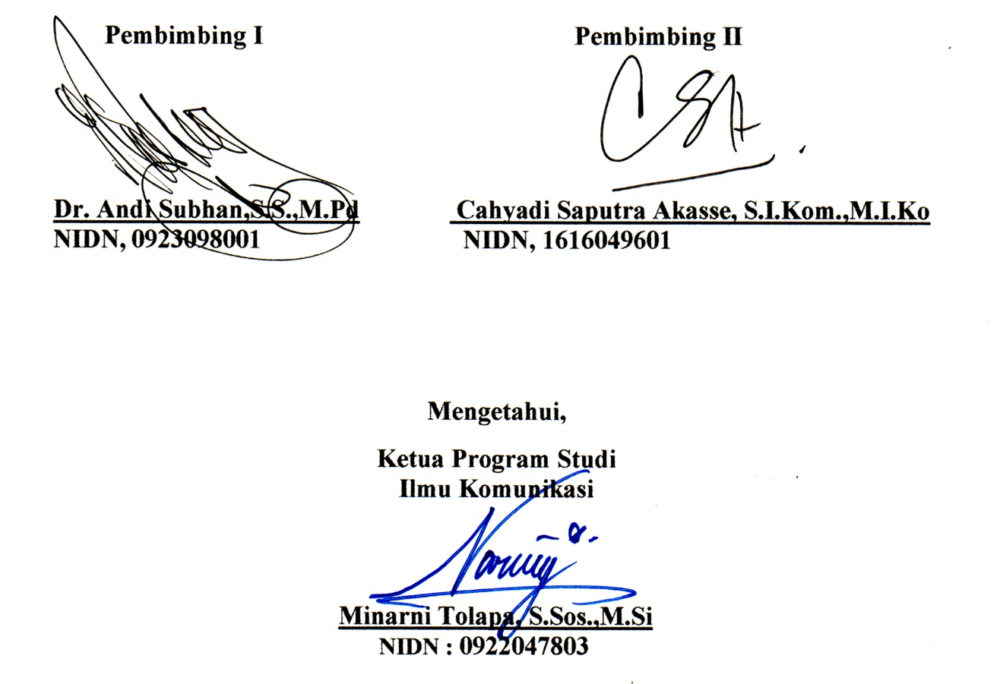 Pembimbing I
Pembimbing II
Dr. Andi Subhan,S.S.,M.Pd
NIDN, 0923098001
Cahyadi Saputra Akasse, S.I.Kom.,M.I.Ko
NIDN, 1616049601
Mengetahui,
Ketua Program Studi
Ilmu Komunikasi
Minarni Tolapa, S.Sos.,M.Si
NIDN : 0922047803